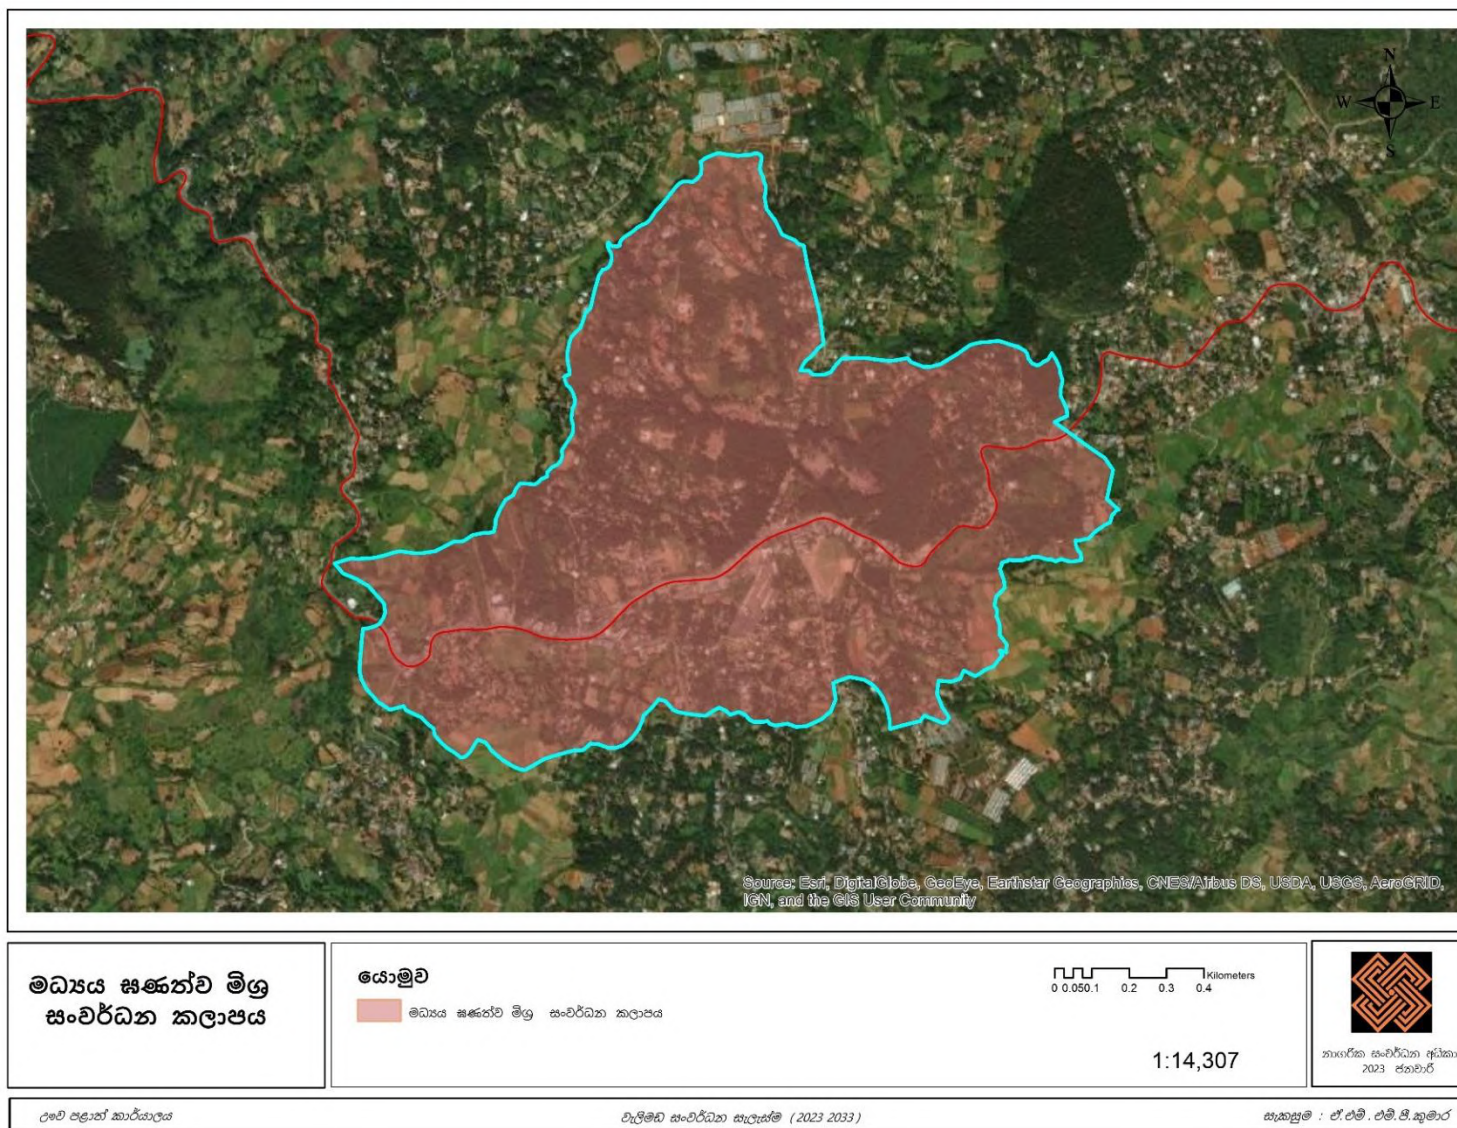 N
W E
S
Source: Esri, DigitalGlobe, GeoEye, Earthstar Geographics, CNES/Airbus DS, USDA, USGS, AeroGRID,
IGN, and the GIS User Community
මධ්‍යය ඝණත්ව මිශ්‍ර
සංවර්ධන කලාපය
යොමුව
මධ්‍යය ඝණත්ව මිශ්‍ර සංවර්ධන කලාපය
Kilometers
0 0.05 0.1 0.2 0.3 0.4
1:14,307
නාගරික සංවර්ධන අධිකා
2023 ජනවාරි
ඌව පළාත් කාර්යාලය
වැලිමඩ සංවර්ධන සැලැස්ම (2023 2033)
සැකසුම : ඒ.එම්.එම්.පී.කුමාර